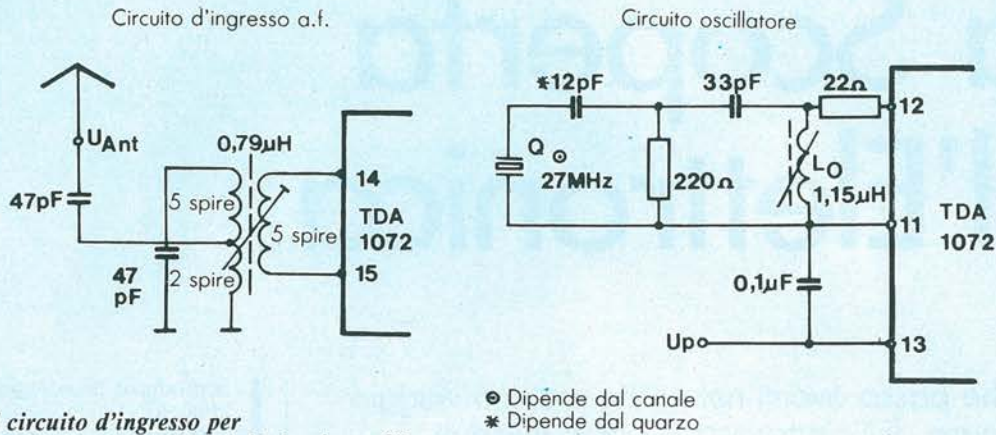 Circuito d'ingresso a.f.
UAnt
47pF
0,79µH
5 spire
2 spire
47
pF
5 spire
14
15
TDA
1072
Circuito oscillatore
*12pF
33pF
22Ω
12
Q ⊙
27MHz
220Ω
LO
1,15µH
11
TDA
1072
0,1µF
Up
13
⊙ Dipende dal canale
* Dipende dal quarzo
circuito d'ingresso per